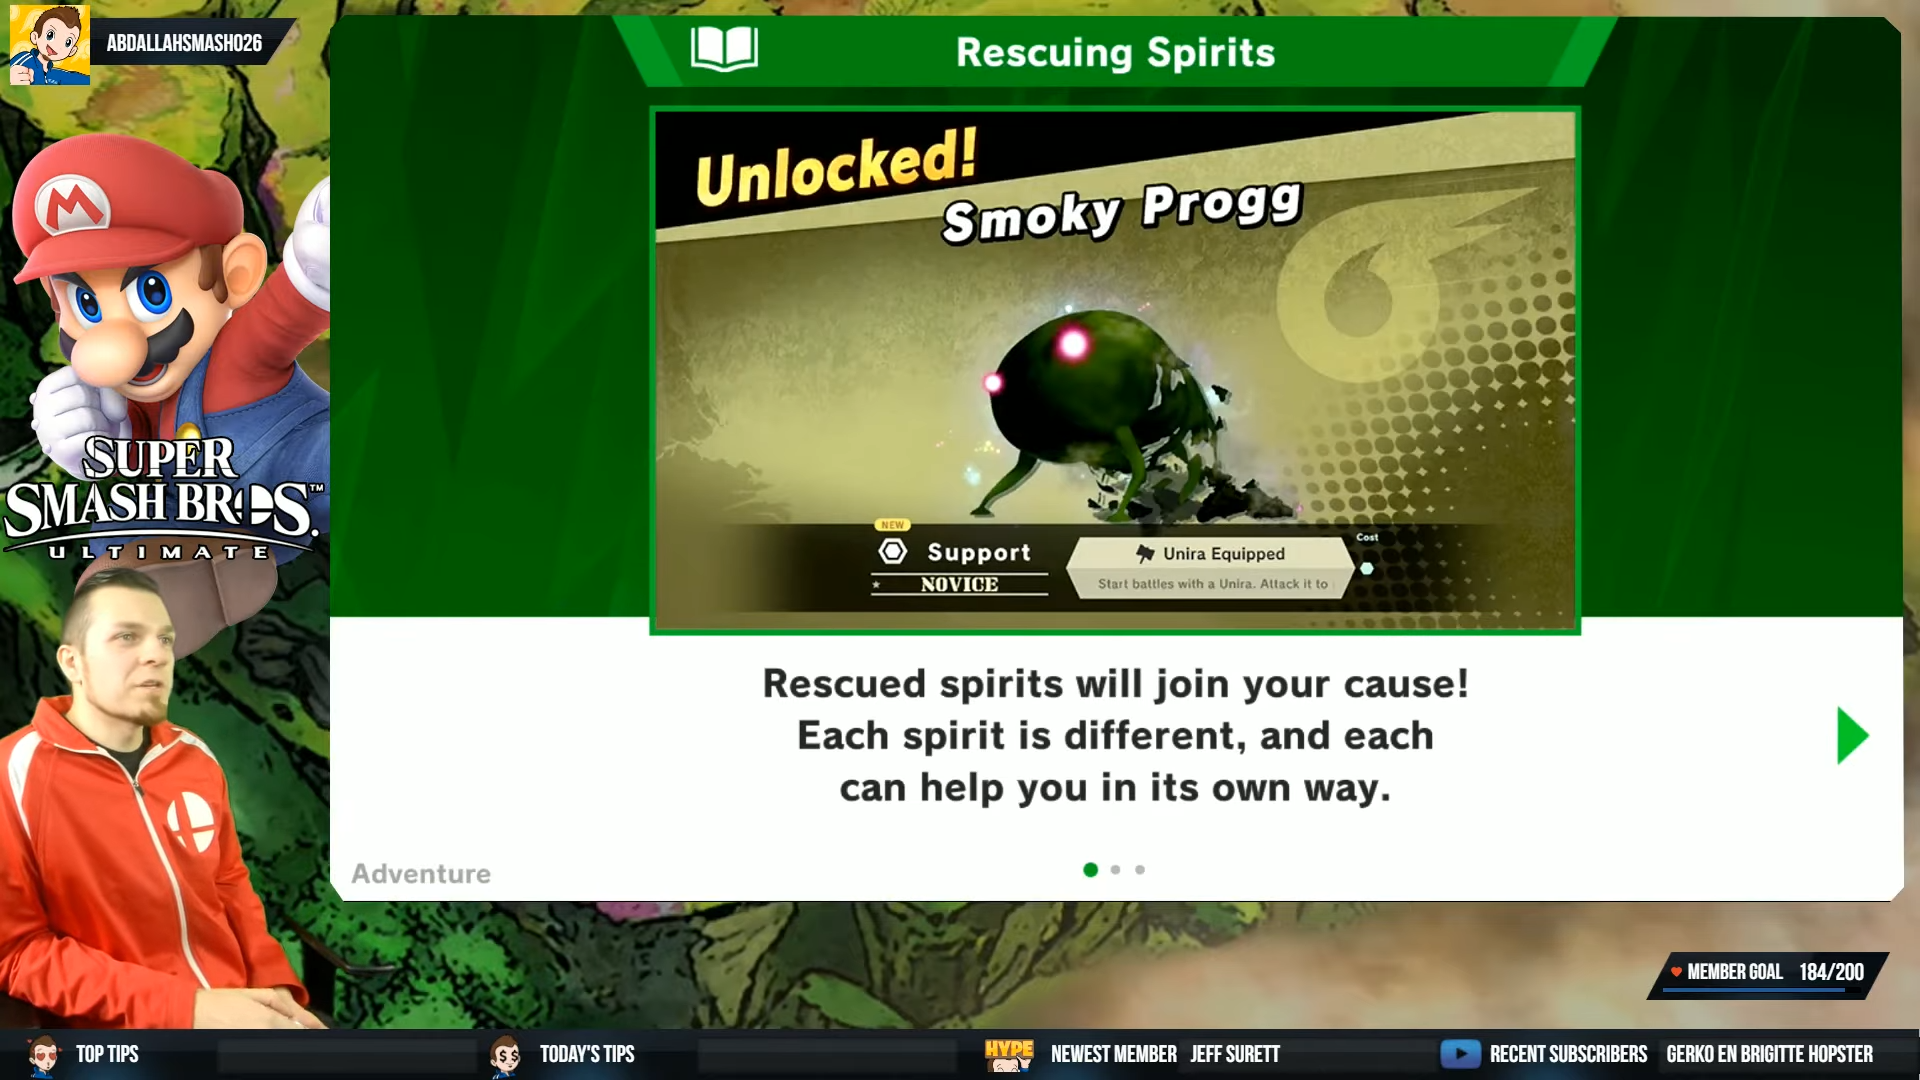 ABDALLAHSMASH026
Rescuing Spirits
Unlocked!
Smoky Progg
NEW
Support
NOVICE
Unira Equipped
Start battles with a Unira. Attack it to
Cost
Rescued spirits will join your cause!
Each spirit is different, and each
can help you in its own way.
Adventure
M
SUPER
SMASH BROS.™
ULTIMATE
MEMBER GOAL 184/200
TOP TIPS
TODAY'S TIPS
HYPE
NEWEST MEMBER JEFF SURETT
RECENT SUBSCRIBERS GERKO EN BRIGITTE HOPSTER